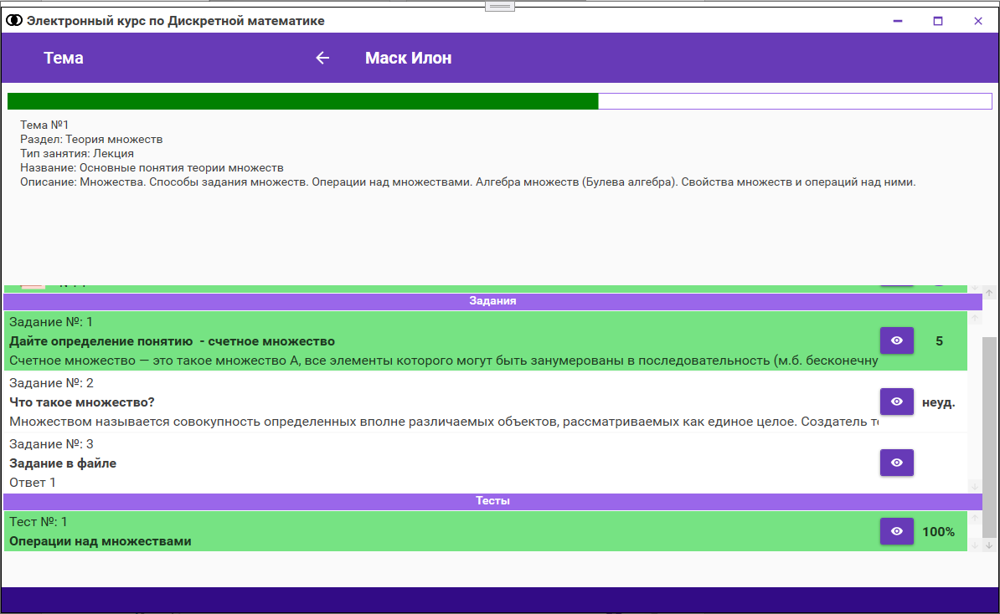 Электронный курс по Дискретной математике
Тема
Маск Илон
Тема №1
Раздел: Теория множеств
Тип занятия: Лекция
Название: Основные понятия теории множеств
Описание: Множества. Способы задания множеств. Операции над множествами. Алгебра множеств (Булева алгебра). Свойства множеств и операций над ними.
Задания
Задание №: 1
Дайте определение понятию - счетное множество
5
Счетное множество — это такое множество А, все элементы которого могут быть занумерованы в последовательность (м.б. бесконечну
Задание №: 2
Что такое множество?
неуд.
Множеством называется совокупность определенных вполне различаемых объектов, рассматриваемых как единое целое. Создатель т
Задание №: 3
Задание в файле
Ответ 1
Тесты
Тест №: 1
100%
Операции над множествами